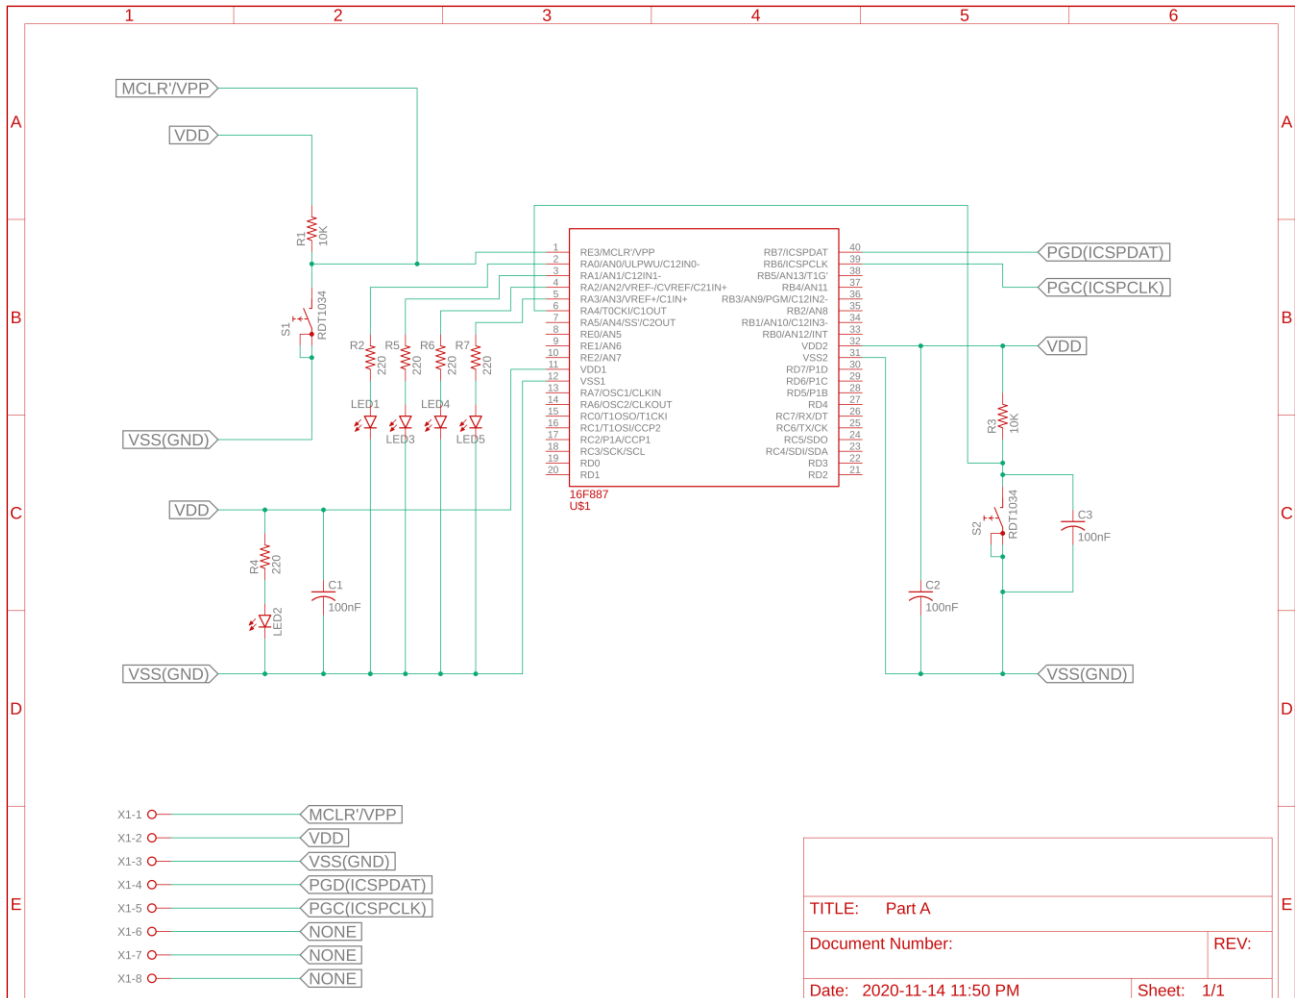 1 2 3 4 5 6
A A
MCLR'/VPP
VDD
R1
10K
S1
RDT1034
VSS(GND)
B B
1 RE3/MCLR'/VPP RB7/ICSPDAT 40
2 RA0/AN0/ULPWU/C12IN0- RB6/ICSPCLK 39
3 RA1/AN1/C12IN1- RB5/AN13/T1G' 38
4 RA2/AN2/VREF-/CVREF/C21IN+ RB4/AN11 37
5 RA3/AN3/VREF+/C1IN+ RB3/AN9/PGM/C12IN2- 36
6 RA4/T0CKI/C1OUT RB2/AN8 35
7 RA5/AN4/SS'/C2OUT RB1/AN10/C12IN3- 34
8 RE0/AN5 RB0/AN12/INT 33
9 RE1/AN6 VDD2 32
10 RE2/AN7 VSS2 31
11 VDD1 RD7/P1D 30
12 VSS1 RD6/P1C 29
13 RA7/OSC1/CLKIN RD5/P1B 28
14 RA6/OSC2/CLKOUT RD4 27
15 RC0/T1OSO/T1CKI RC7/RX/DT 26
16 RC1/T1OSI/CCP2 RC6/TX/CK 25
17 RC2/P1A/CCP1 RC5/SDO 24
18 RC3/SCK/SCL RC4/SDI/SDA 23
19 RD0 RD3 22
20 RD1 RD2 21
16F887
U$1
PGD(ICSPDAT)
PGC(ICSPCLK)
VDD
R2 R5 R6 R7
220 220 220 220
LED1 LED4
LED3 LED5
R3
10K
C C
VDD
R4
220
LED2
C1
100nF
VSS(GND)
S2
RDT1034
C3
100nF
C2
100nF
VSS(GND)
D D
X1-1 MCLR'/VPP
X1-2 VDD
X1-3 VSS(GND)
X1-4 PGD(ICSPDAT)
X1-5 PGC(ICSPCLK)
X1-6 NONE
X1-7 NONE
X1-8 NONE
E E
TITLE: Part A
Document Number: REV:
Date: 2020-11-14 11:50 PM Sheet: 1/1